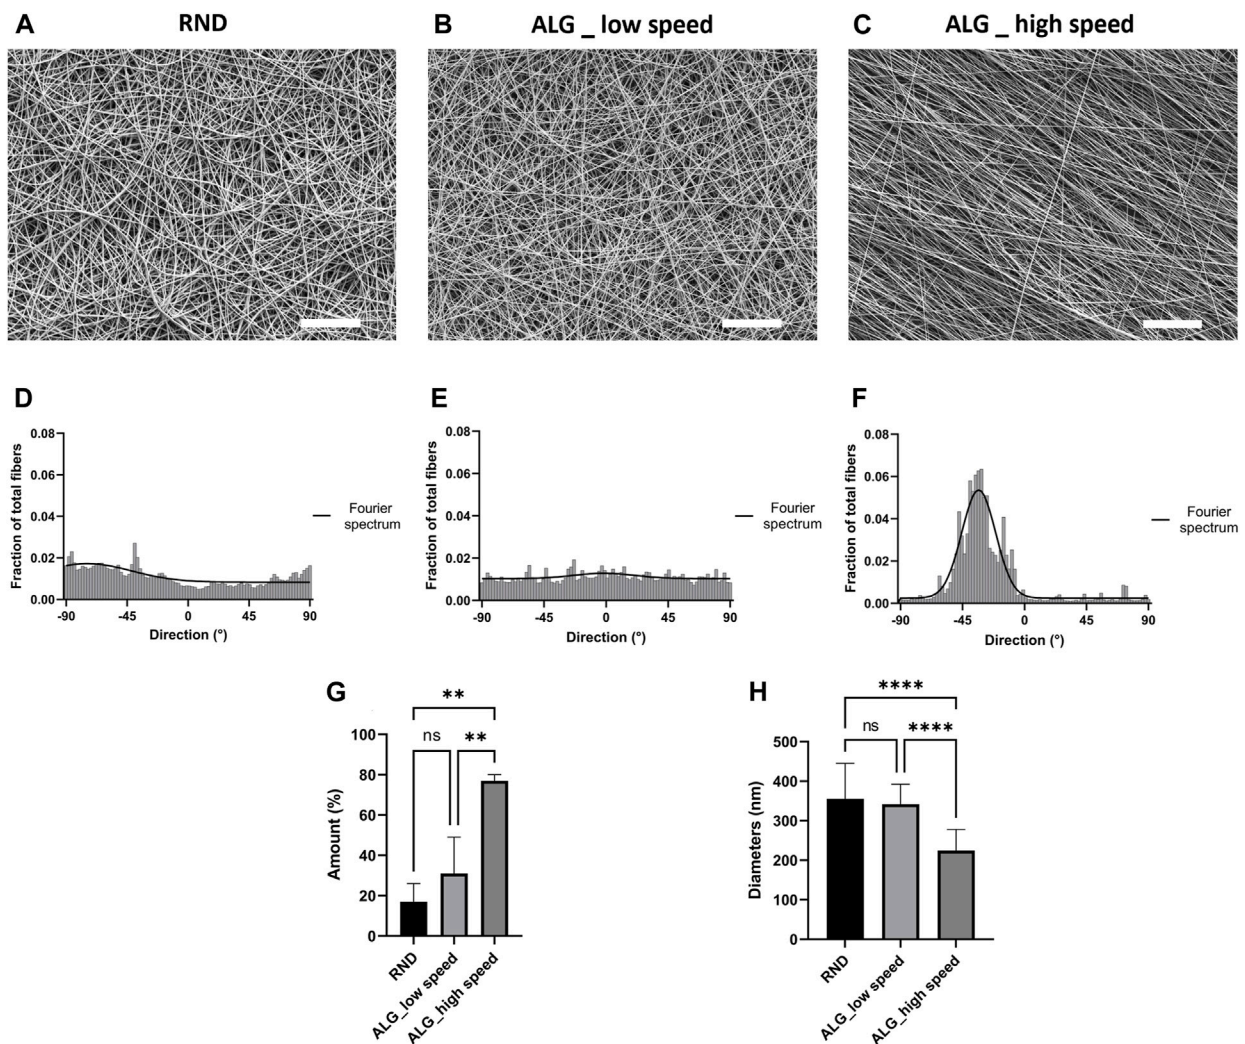 A
RND
B
ALG _ low speed
C
ALG _ high speed
D
Fraction of total fibers
0.08
0.06
0.04
0.02
0.00
-90
-45
0
45
90
Direction (°)
Fourier
spectrum
E
Fraction of total fibers
0.08
0.06
0.04
0.02
0.00
-90
-45
0
45
90
Direction (°)
Fourier
spectrum
F
Fraction of total fibers
0.08
0.06
0.04
0.02
0.00
-90
-45
0
45
90
Direction (°)
Fourier
spectrum
G
**
ns
**
Amount (%)
100
80
60
40
20
0
RND
ALG_low speed
ALG_high speed
H
****
ns
****
Diameters (nm)
500
400
300
200
100
0
RND
ALG_low speed
ALG_high speed